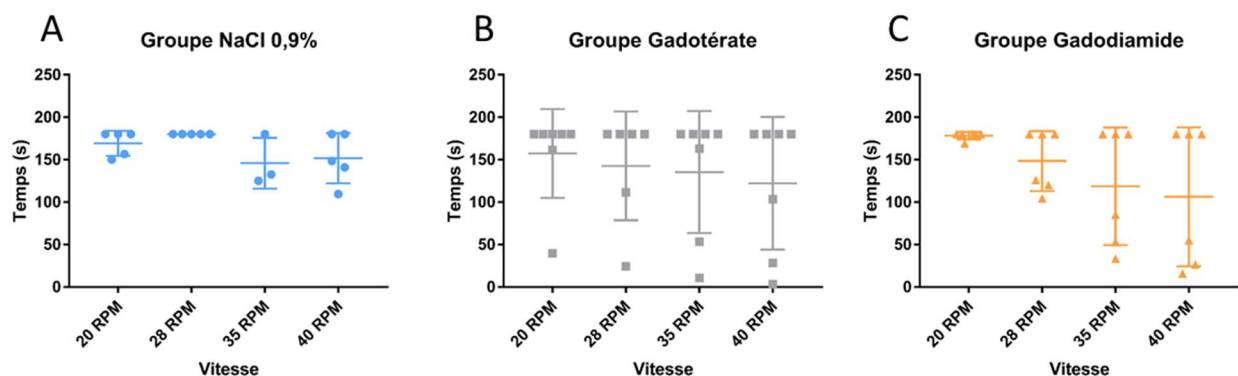 A
Groupe NaCl 0,9%
250
200
150
100
50
0
Temps (s)
20 RPM
28 RPM
35 RPM
40 RPM
Vitesse
B
Groupe Gadotérate
250
200
150
100
50
0
Temps (s)
20 RPM
28 RPM
35 RPM
40 RPM
Vitesse
C
Groupe Gadodiamide
250
200
150
100
50
0
Temps (s)
20 RPM
28 RPM
35 RPM
40 RPM
Vitesse